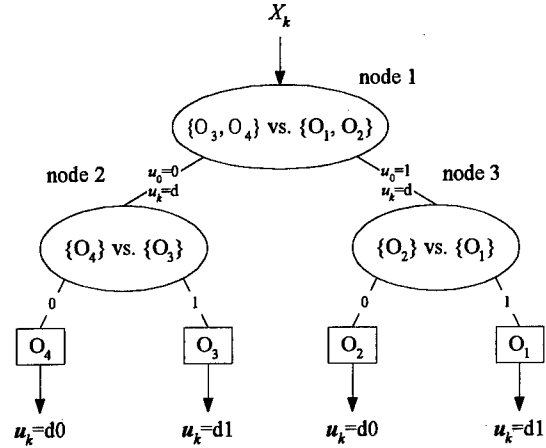 X_k
node 1
{O_3, O_4} vs. {O_1, O_2}
node 2
u_0=0
u_k=d
u_0=1
u_k=d
node 3
{O_4} vs. {O_3}
{O_2} vs. {O_1}
0
1
0
1
O_4
O_3
O_2
O_1
u_k=d0
u_k=d1
u_k=d0
u_k=d1